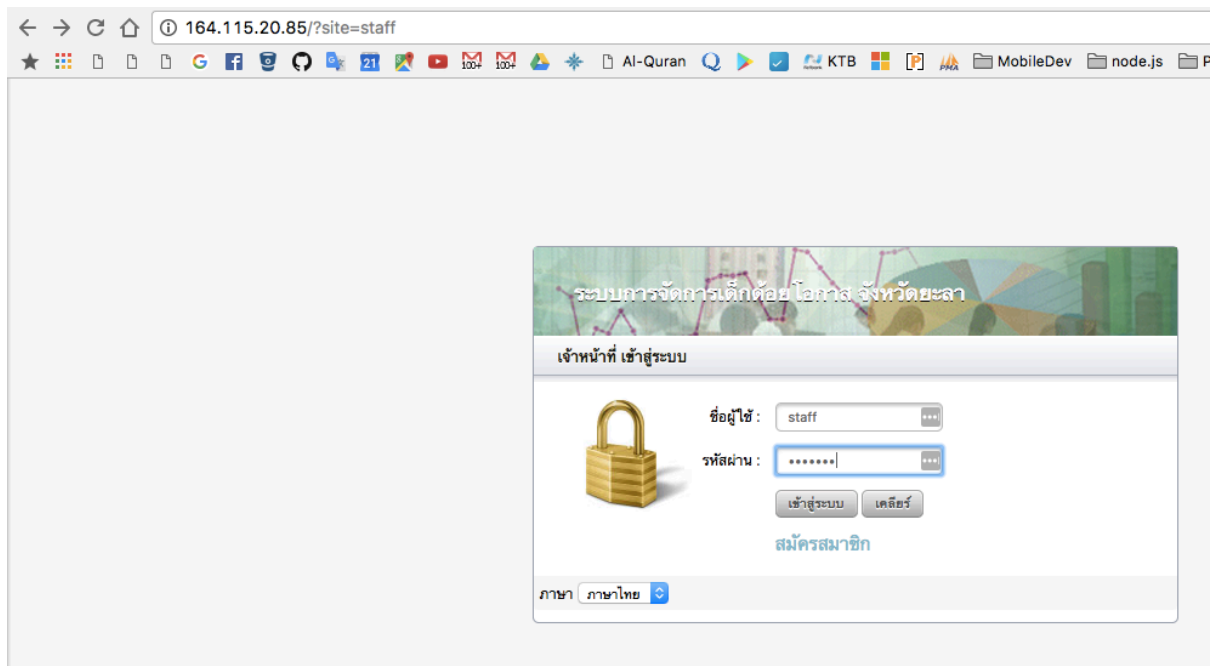 164.115.20.85/?site=staff
21 100+ 100+ Al-Quran KTB PMA MobileDev node.js P
ระบบการจัดการเด็กด้อยโอกาส จังหวัดยะลา
เจ้าหน้าที่ เข้าสู่ระบบ
ชื่อผู้ใช้ : staff
รหัสผ่าน : •••••••
เข้าสู่ระบบ เคลียร์
สมัครสมาชิก
ภาษา ภาษาไทย